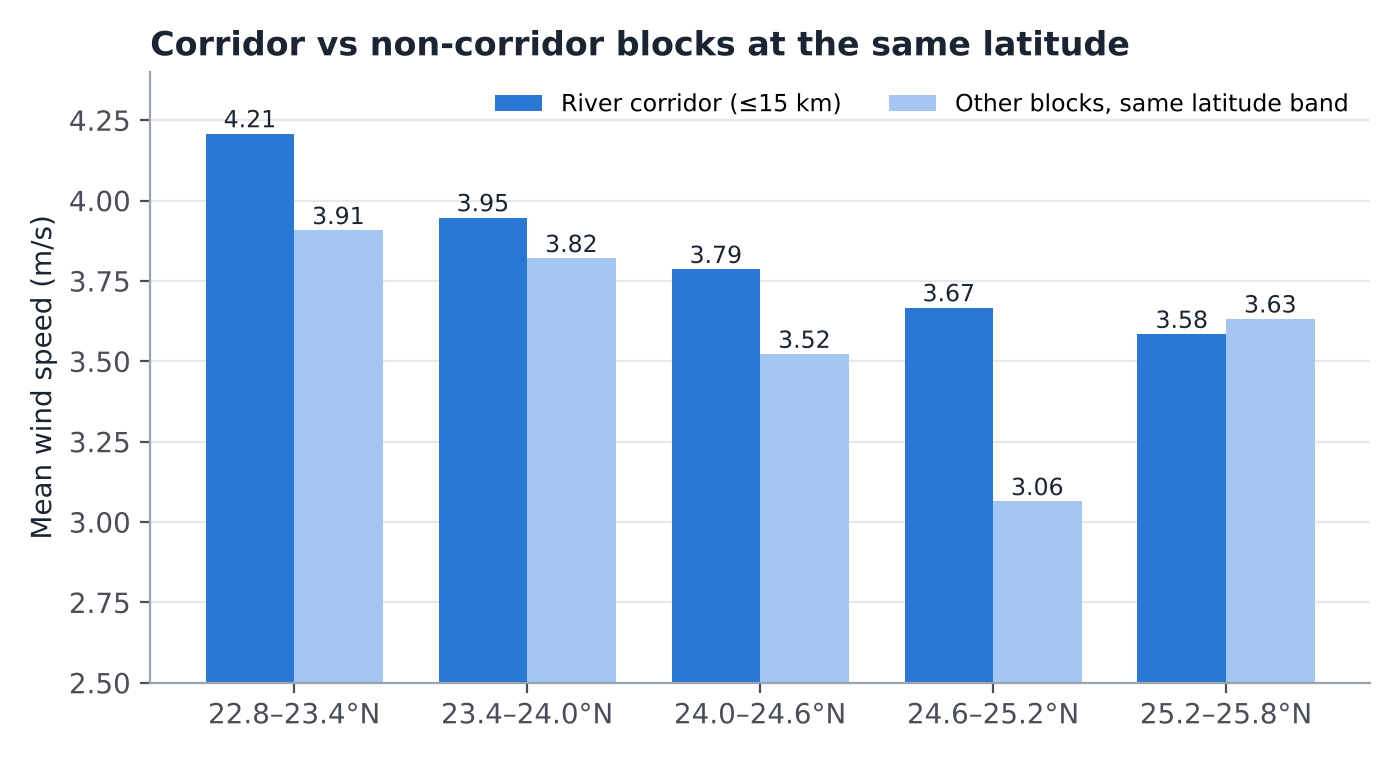 Corridor vs non-corridor blocks at the same latitude
River corridor (≤15 km)
Other blocks, same latitude band
Mean wind speed (m/s)
4.25
4.00
3.75
3.50
3.25
3.00
2.75
2.50
4.21
3.91
3.95
3.82
3.79
3.52
3.67
3.06
3.58
3.63
22.8–23.4°N
23.4–24.0°N
24.0–24.6°N
24.6–25.2°N
25.2–25.8°N